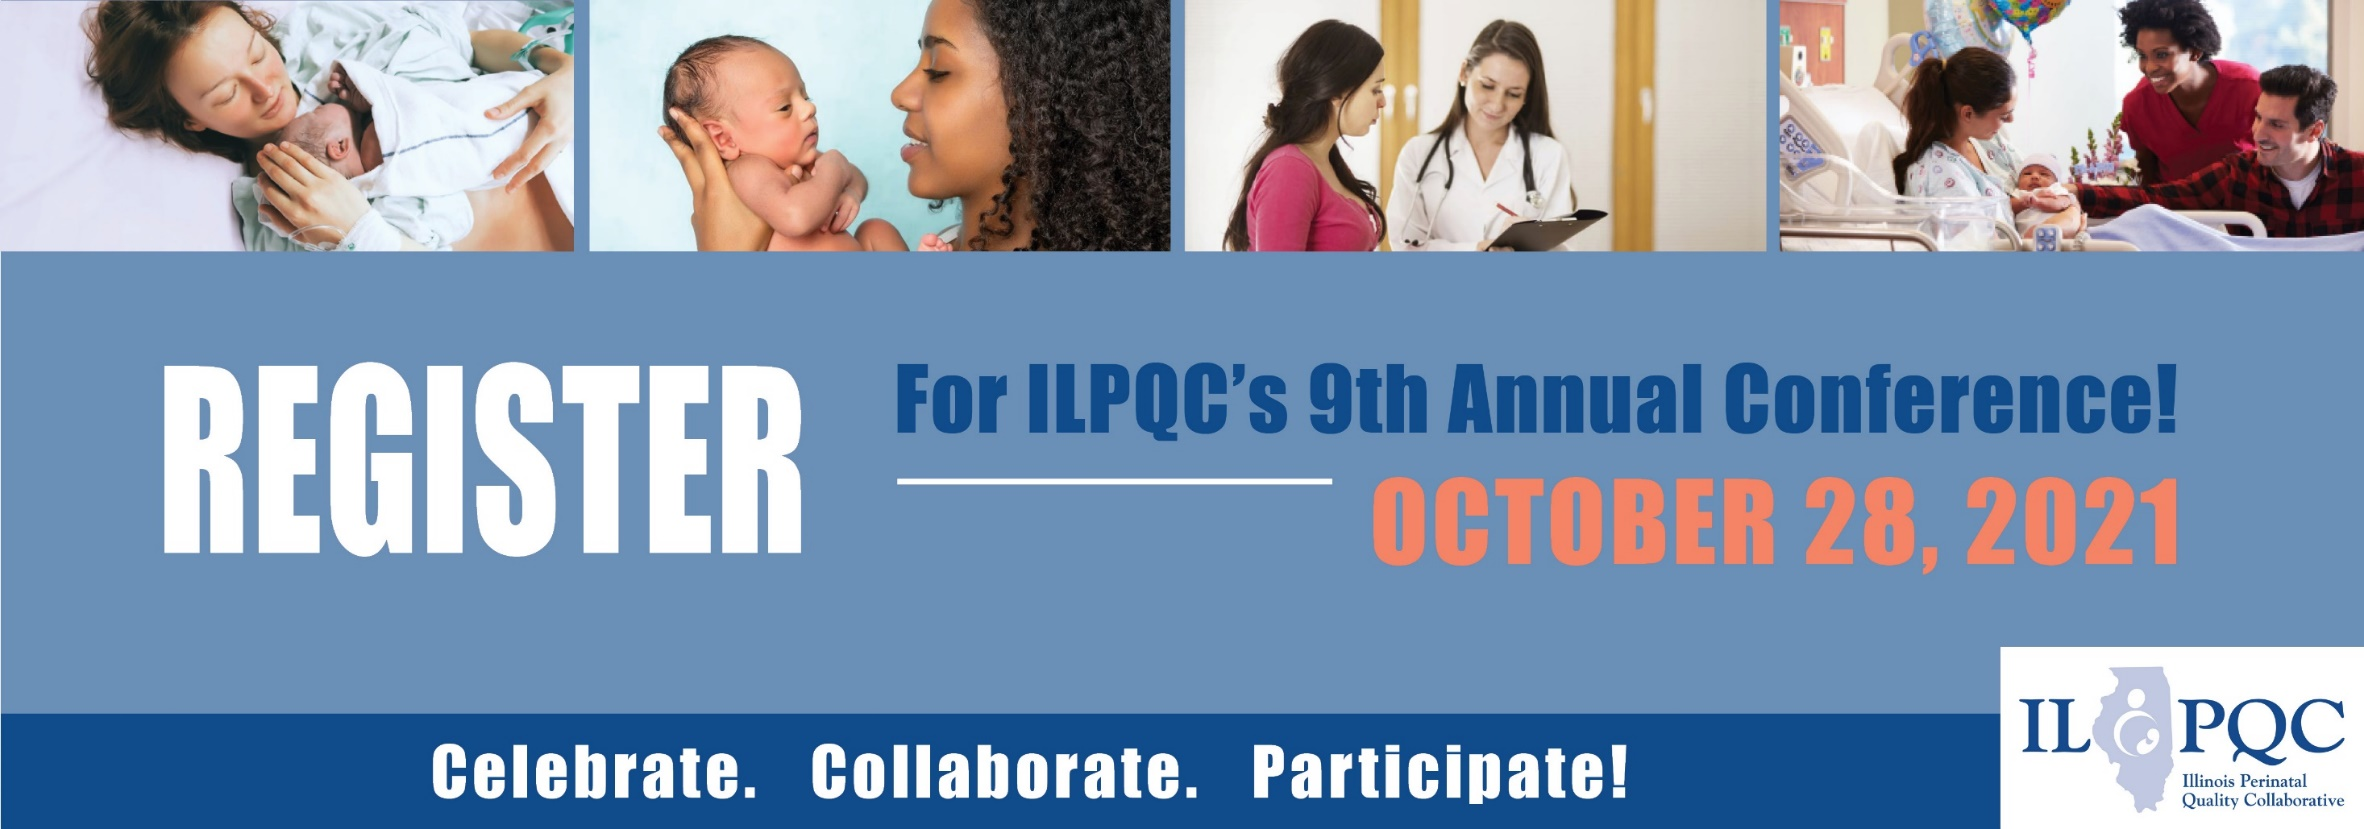 REGISTER
For ILPQC's 9th Annual Conference!
OCTOBER 28, 2021
Celebrate. Collaborate. Participate!
IL PQC
Illinois Perinatal
Quality Collaborative